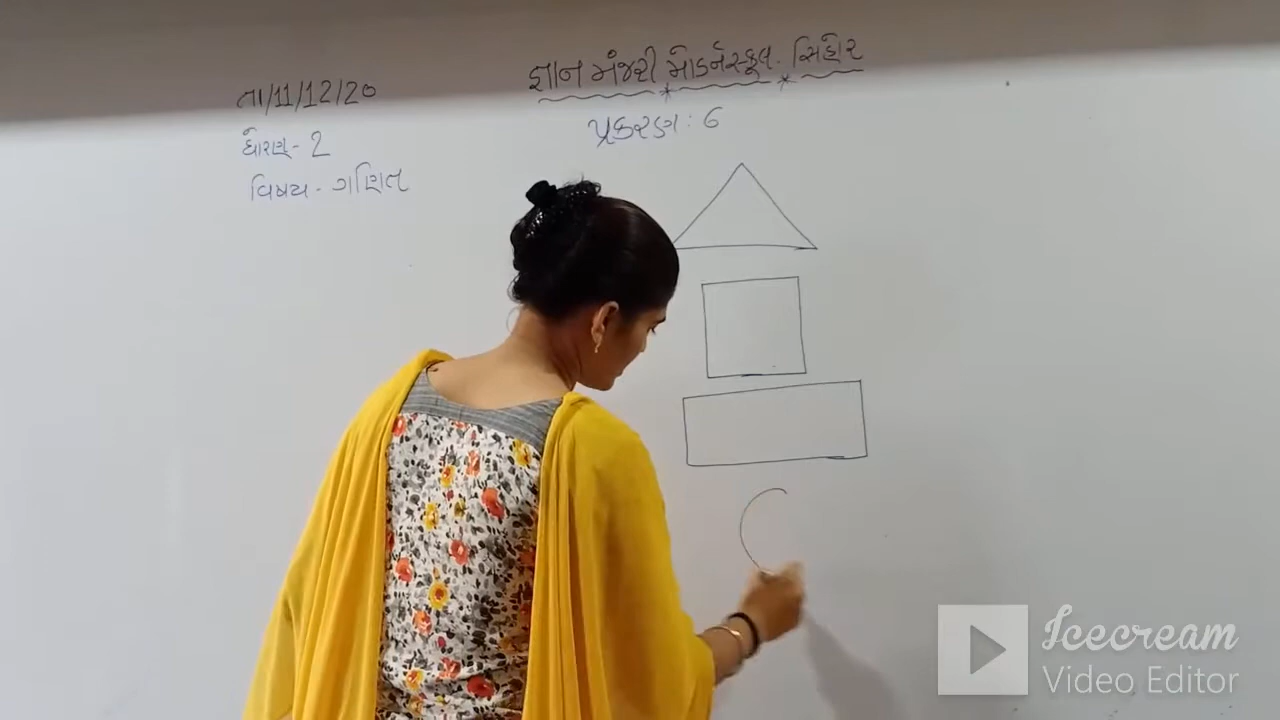 જ્ઞાન મંજરી મોડર્ન સ્કૂલ. સિહોર
તા/11/12/20
પ્રકરણ: 6
ધોરણ - 2
વિષય - ગણિત
Icecream
Video Editor